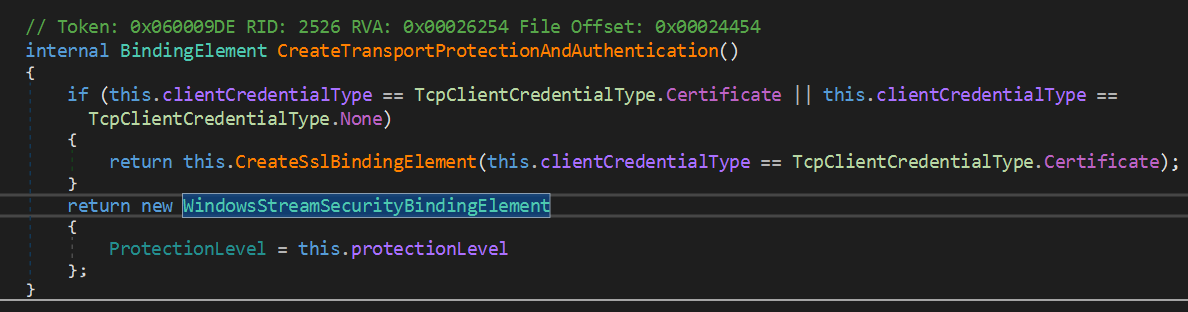 // Token: 0x060009DE RID: 2526 RVA: 0x00026254 File Offset: 0x00024454
internal BindingElement CreateTransportProtectionAndAuthentication()
{
if (this.clientCredentialType == TcpClientCredentialType.Certificate || this.clientCredentialType ==
TcpClientCredentialType.None)
{
return this.CreateSslBindingElement(this.clientCredentialType == TcpClientCredentialType.Certificate);
}
return new WindowsStreamSecurityBindingElement
{
ProtectionLevel = this.protectionLevel
};
}